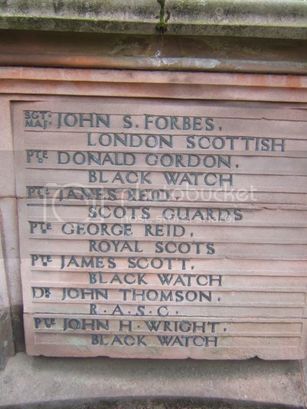 SGT.
MAJ. JOHN S. FORBES,
LONDON SCOTTISH
PTE DONALD GORDON,
BLACK WATCH
PTE JAMES REID,
SCOTS GUARDS
PTE GEORGE REID,
ROYAL SCOTS
PTE JAMES SCOTT,
BLACK WATCH
DR JOHN THOMSON,
R.A.S.C.
PTE JOHN H. WRIGHT,
BLACK WATCH
photobucket